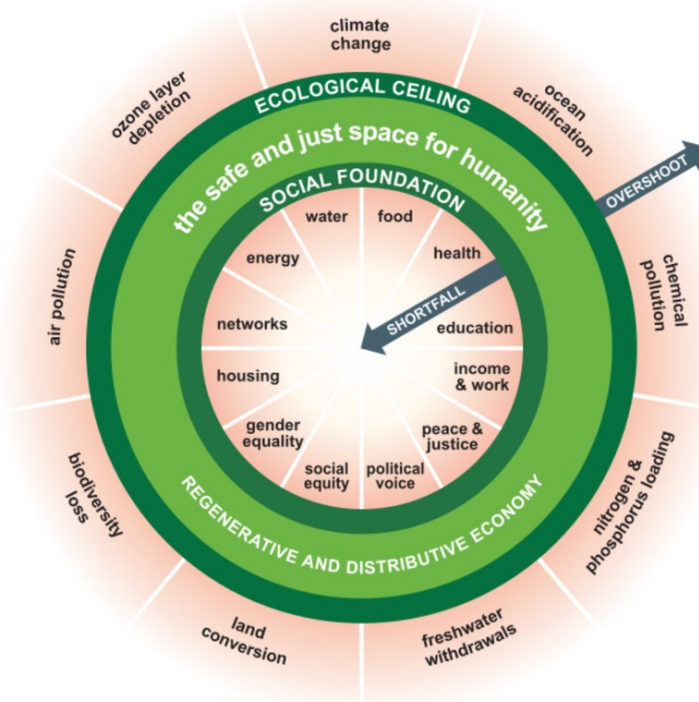 climate
change
ocean
acidification
OVERSHOOT
chemical
pollution
nitrogen &
phosphorus loading
freshwater
withdrawals
land
conversion
biodiversity
loss
air pollution
ozone layer
depletion
ECOLOGICAL CEILING
the safe and just space for humanity
SOCIAL FOUNDATION
water
food
health
SHORTFALL
education
income
& work
peace &
justice
political
voice
social
equity
gender
equality
housing
networks
energy
REGENERATIVE AND DISTRIBUTIVE ECONOMY